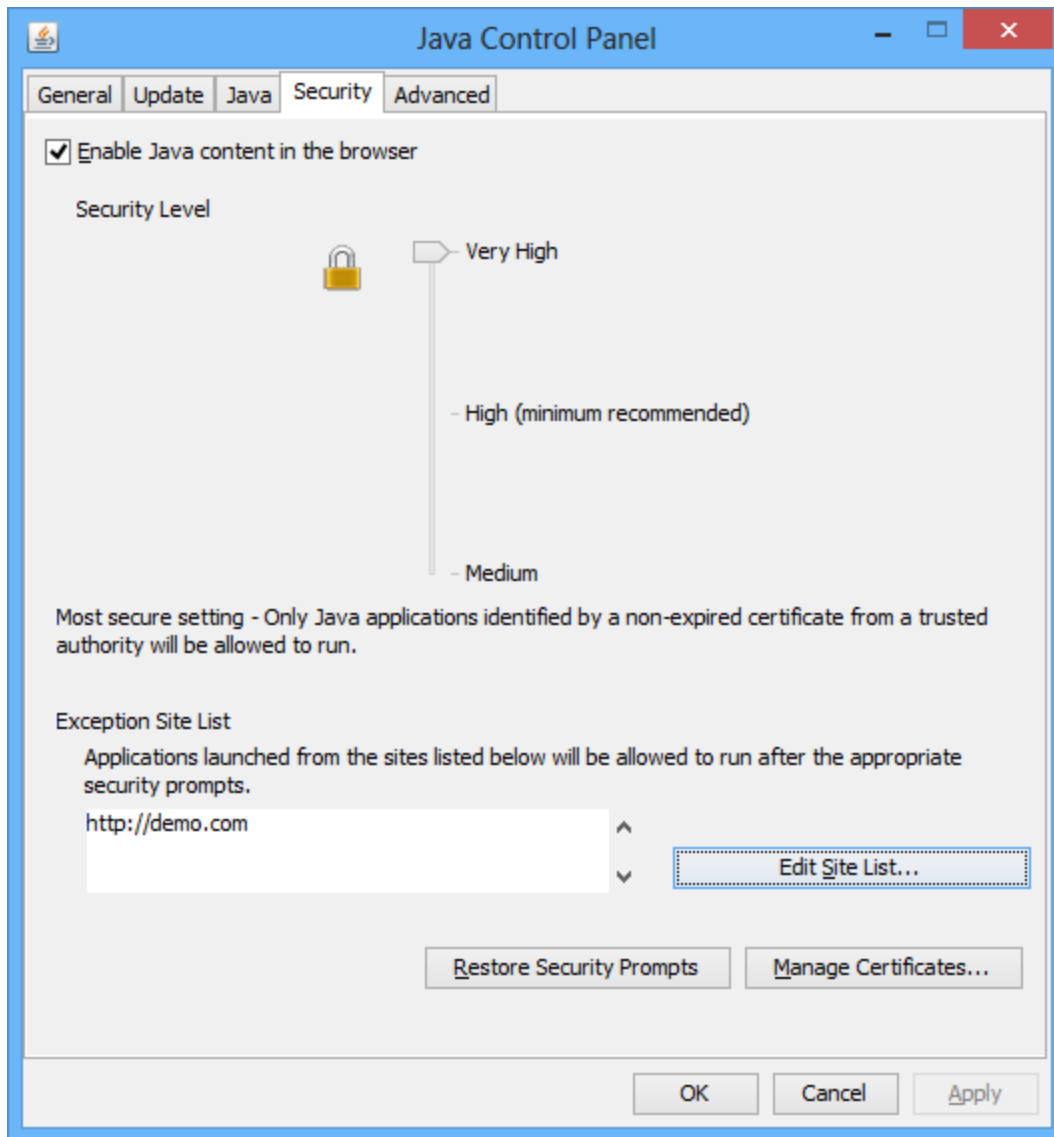 Java Control Panel
General Update Java Security Advanced
Enable Java content in the browser
Security Level
Very High
High (minimum recommended)
Medium
Most secure setting - Only Java applications identified by a non-expired certificate from a trusted
authority will be allowed to run.
Exception Site List
Applications launched from the sites listed below will be allowed to run after the appropriate
security prompts.
http://demo.com
Edit Site List...
Restore Security Prompts Manage Certificates...
OK Cancel Apply